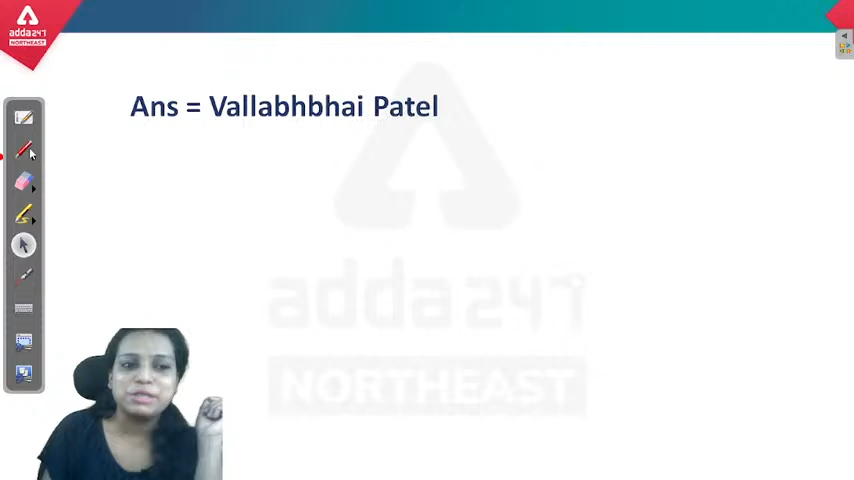 adda247
NORTHEAST
Ans = Vallabhbhai Patel
adda247
NORTHEAST